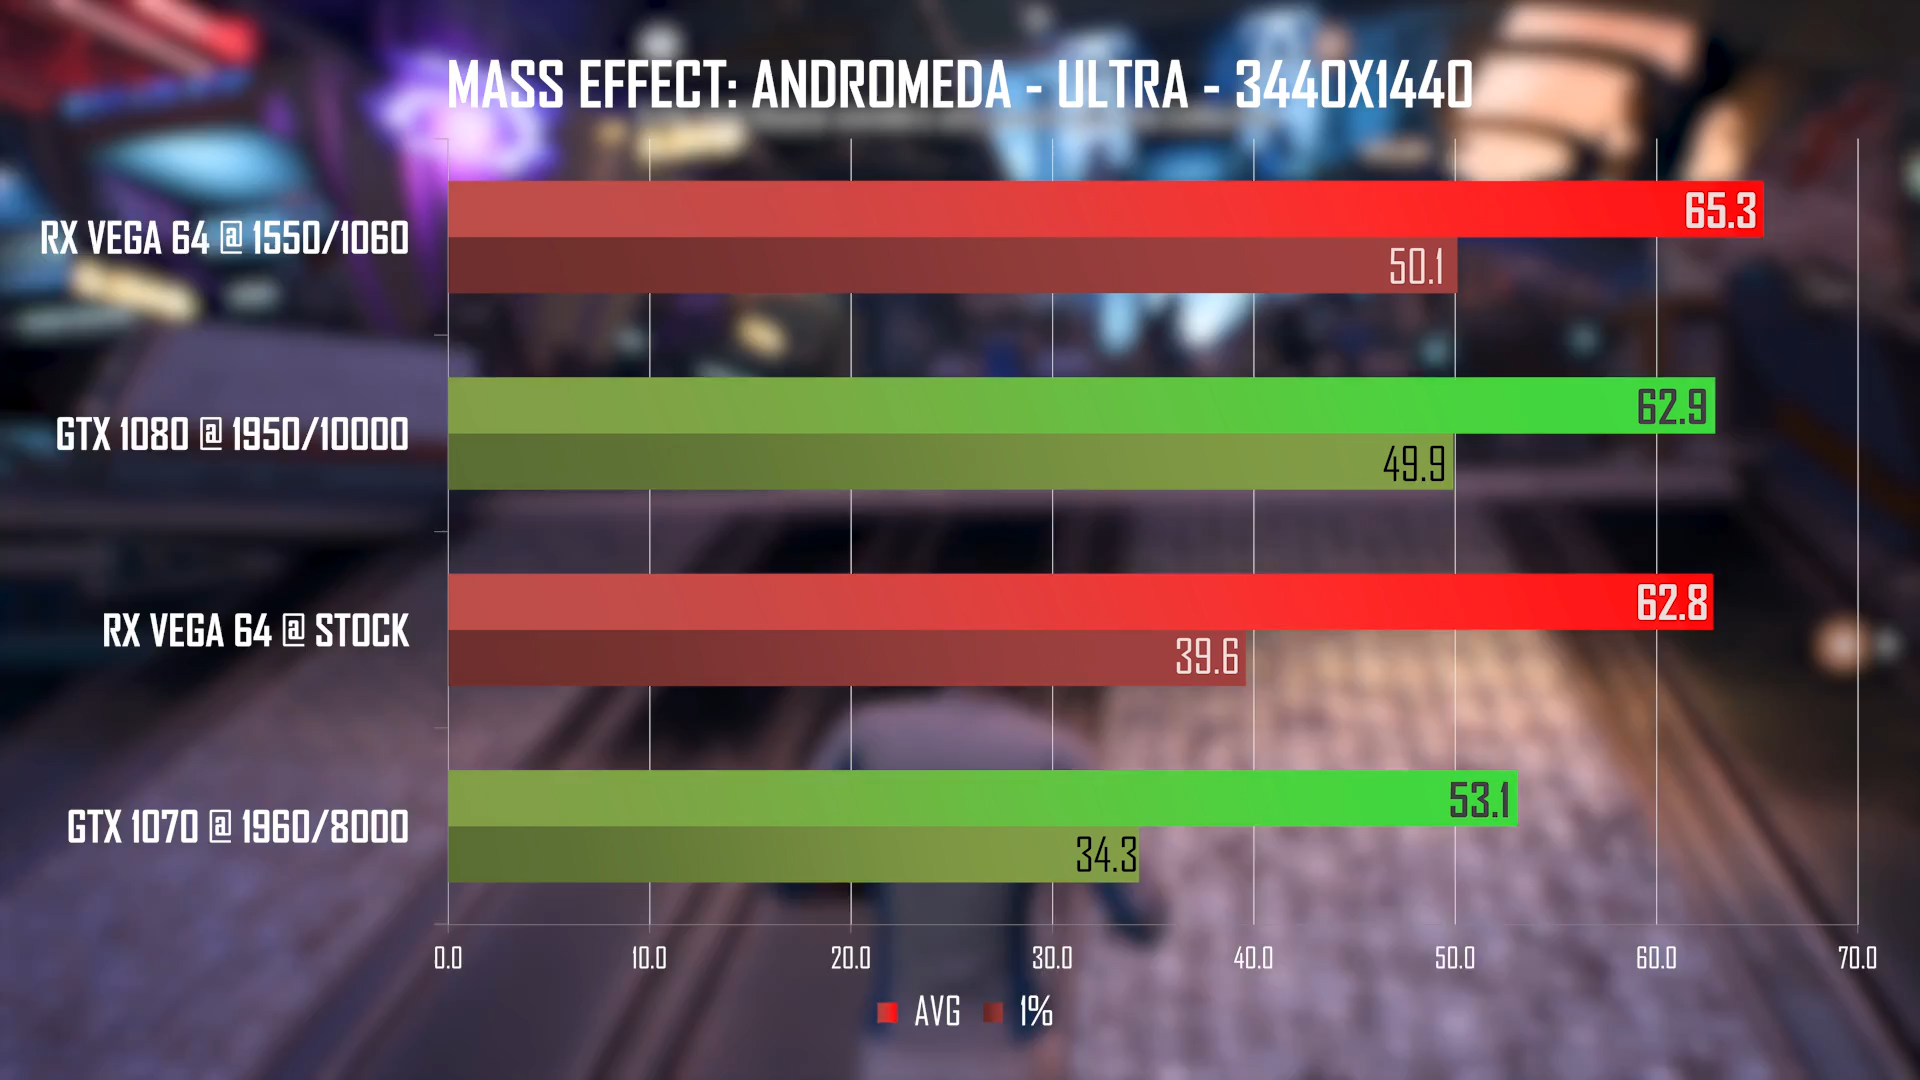 MASS EFFECT: ANDROMEDA - ULTRA - 3440X1440
RX VEGA 64 @ 1550/1060
65.3
50.1
GTX 1080 @ 1950/10000
62.9
49.9
RX VEGA 64 @ STOCK
62.8
39.6
GTX 1070 @ 1960/8000
53.1
34.3
0.0 10.0 20.0 30.0 40.0 50.0 60.0 70.0
AVG 1%